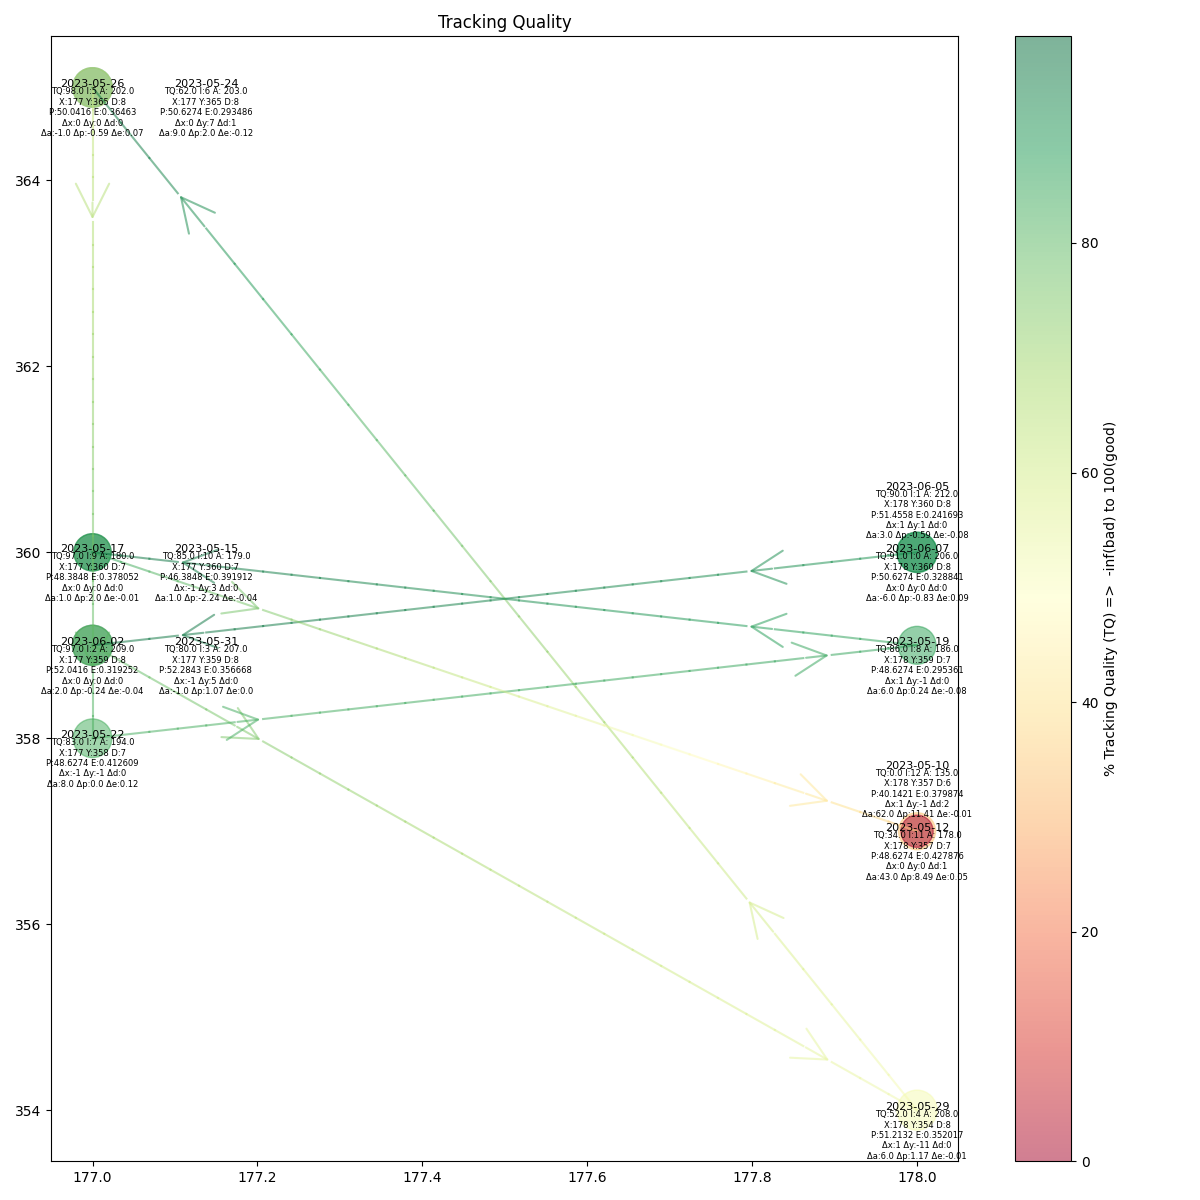 Tracking Quality
2023-05-26
TQ:98.0 I:5 A: 202.0
X:177 Y:365 D:8
P:50.0416 E:0.36463
Δx:0 Δy:0 Δd:0
Δa:-1.0 Δp:-0.59 Δe:0.07
2023-05-24
TQ:62.0 I:6 A: 203.0
X:177 Y:365 D:8
P:50.6274 E:0.293486
Δx:0 Δy:7 Δd:1
Δa:9.0 Δp:2.0 Δe:-0.12
2023-06-05
TQ:90.0 I:1 A: 212.0
X:178 Y:360 D:8
P:51.4558 E:0.241693
Δx:1 Δy:1 Δd:0
Δa:3.0 Δp:-0.59 Δe:-0.08
2023-06-07
TQ:91.0 I:0 A: 206.0
X:178 Y:360 D:8
P:50.6274 E:0.328841
Δx:0 Δy:0 Δd:0
Δa:-6.0 Δp:-0.83 Δe:0.09
2023-05-17
TQ:97.0 I:9 A: 180.0
X:177 Y:360 D:7
P:48.3848 E:0.378052
Δx:0 Δy:0 Δd:0
Δa:1.0 Δp:2.0 Δe:-0.01
2023-05-15
TQ:85.0 I:10 A: 179.0
X:177 Y:360 D:7
P:46.3848 E:0.391912
Δx:-1 Δy:3 Δd:0
Δa:1.0 Δp:-2.24 Δe:-0.04
2023-06-02
TQ:97.0 I:2 A: 209.0
X:177 Y:359 D:8
P:52.0416 E:0.319252
Δx:0 Δy:0 Δd:0
Δa:2.0 Δp:-0.24 Δe:-0.04
2023-05-31
TQ:80.0 I:3 A: 207.0
X:177 Y:359 D:8
P:52.2843 E:0.356668
Δx:-1 Δy:5 Δd:0
Δa:-1.0 Δp:1.07 Δe:0.0
2023-05-19
TQ:86.0 I:8 A: 186.0
X:178 Y:359 D:7
P:48.6274 E:0.295361
Δx:1 Δy:-1 Δd:0
Δa:6.0 Δp:0.24 Δe:-0.08
2023-05-22
TQ:83.0 I:7 A: 194.0
X:177 Y:358 D:7
P:48.6274 E:0.412609
Δx:-1 Δy:-1 Δd:0
Δa:8.0 Δp:0.0 Δe:0.12
2023-05-10
TQ:0.0 I:12 A: 135.0
X:178 Y:357 D:6
P:40.1421 E:0.379874
Δx:1 Δy:-1 Δd:2
Δa:62.0 Δp:11.41 Δe:-0.01
2023-05-12
TQ:34.0 I:11 A: 178.0
X:178 Y:357 D:7
P:48.6274 E:0.427876
Δx:0 Δy:0 Δd:1
Δa:43.0 Δp:8.49 Δe:0.05
2023-05-29
TQ:52.0 I:4 A: 208.0
X:178 Y:354 D:8
P:51.2132 E:0.352017
Δx:1 Δy:-11 Δd:0
Δa:6.0 Δp:1.17 Δe:-0.01
364
362
360
358
356
354
177.0 177.2 177.4 177.6 177.8 178.0
80
60
40
20
0
% Tracking Quality (TQ) => -inf(bad) to 100(good)